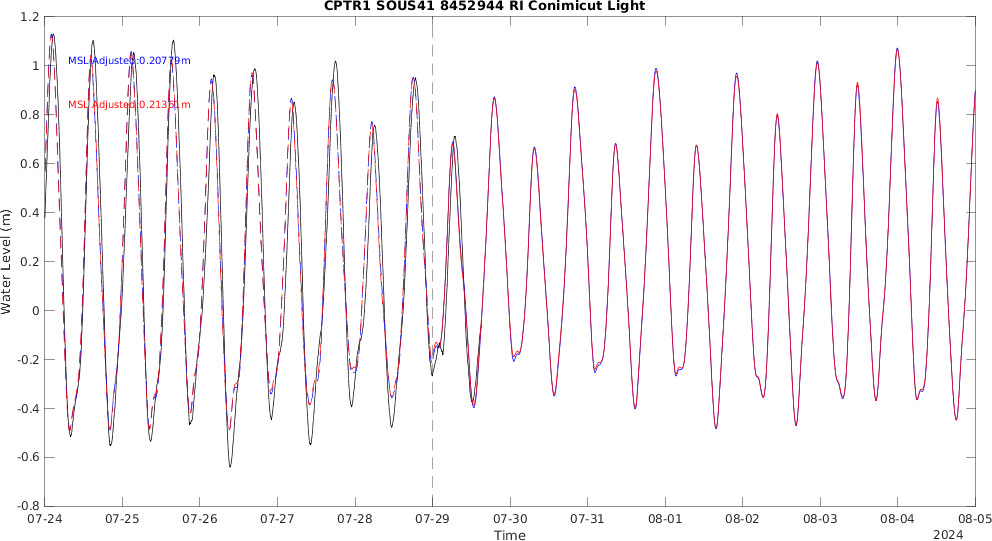 CPTR1 SOUS41 8452944 RI Conimicut Light
1.2
1
0.8
0.6
0.4
0.2
0
-0.2
-0.4
-0.6
-0.8
Water Level (m)
MSL Adjusted:0.20779m
MSL Adjusted:0.21361m
07-24 07-25 07-26 07-27 07-28 07-29 07-30 07-31 08-01 08-02 08-03 08-04 08-05
Time
2024